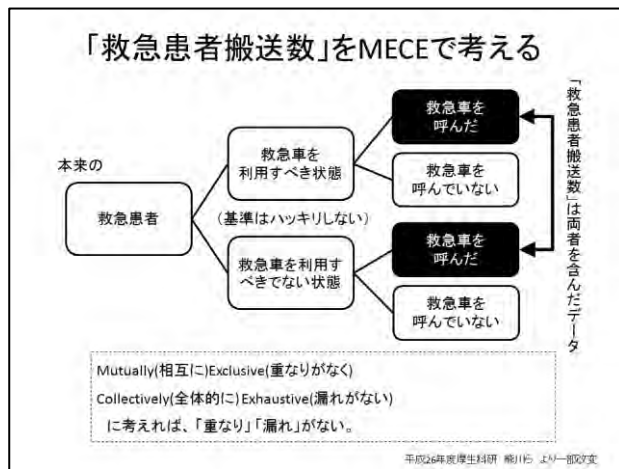 「救急患者搬送数」をMECEで考える
本来の
救急患者
救急車を
利用すべき状態
(基準はハッキリしない)
救急車を利用す
べきでない状態
救急車を
呼んだ
救急車を
呼んでいない
救急車を
呼んだ
救急車を
呼んでいない
「救急患者搬送数」は両者を含んだデータ
Mutually(相互に)Exclusive(重なりがなく)
Collectively(全体的に)Exhaustive(漏れがない)
に考えれば、「重なり」「漏れ」がない。
平成26年度厚生科研 熊川ら より一部改変